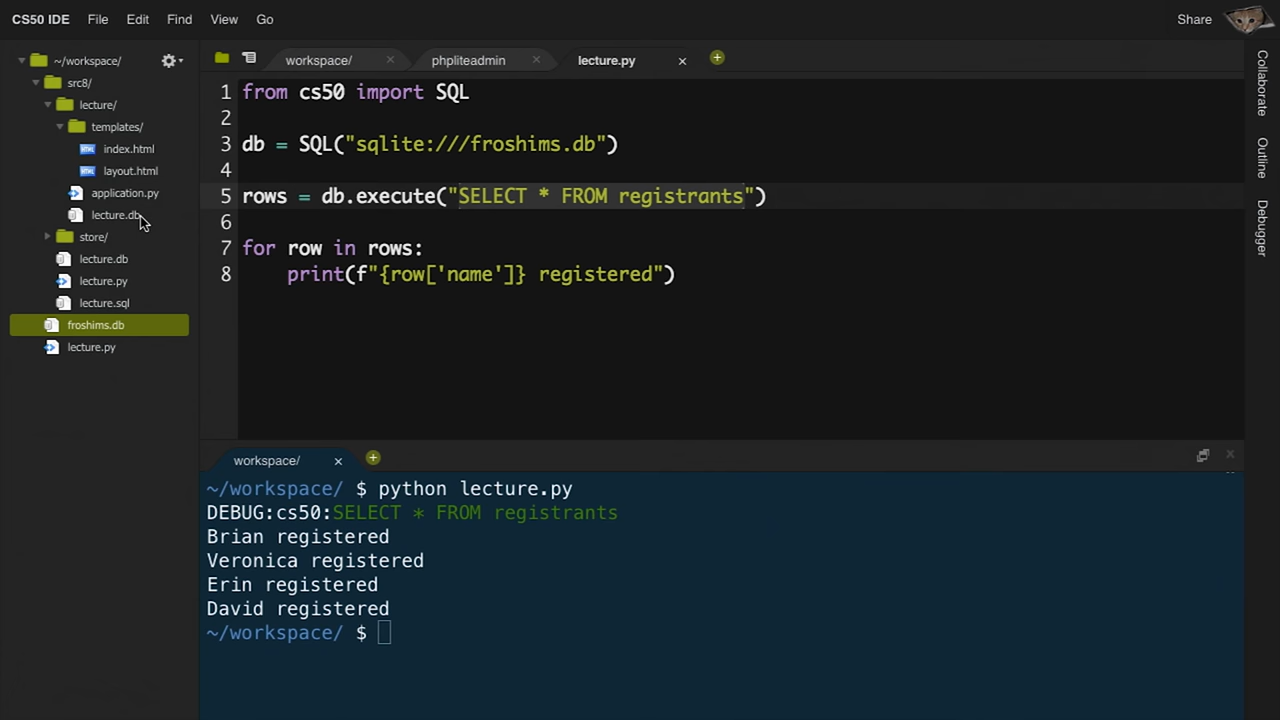 CS50 IDE File Edit Find View Go Share
~/workspace/
src8/
lecture/
templates/
index.html
layout.html
application.py
lecture.db
store/
lecture.db
lecture.py
lecture.sql
froshims.db
lecture.py
workspace/ phpliteadmin lecture.py
1 from cs50 import SQL
2
3 db = SQL("sqlite:///froshims.db")
4
5 rows = db.execute("SELECT * FROM registrants")
6
7 for row in rows:
8 print(f"{row['name']} registered")
workspace/
~/workspace/ $ python lecture.py
DEBUG:cs50:SELECT * FROM registrants
Brian registered
Veronica registered
Erin registered
David registered
~/workspace/ $
Collaborate
Outline
Debugger